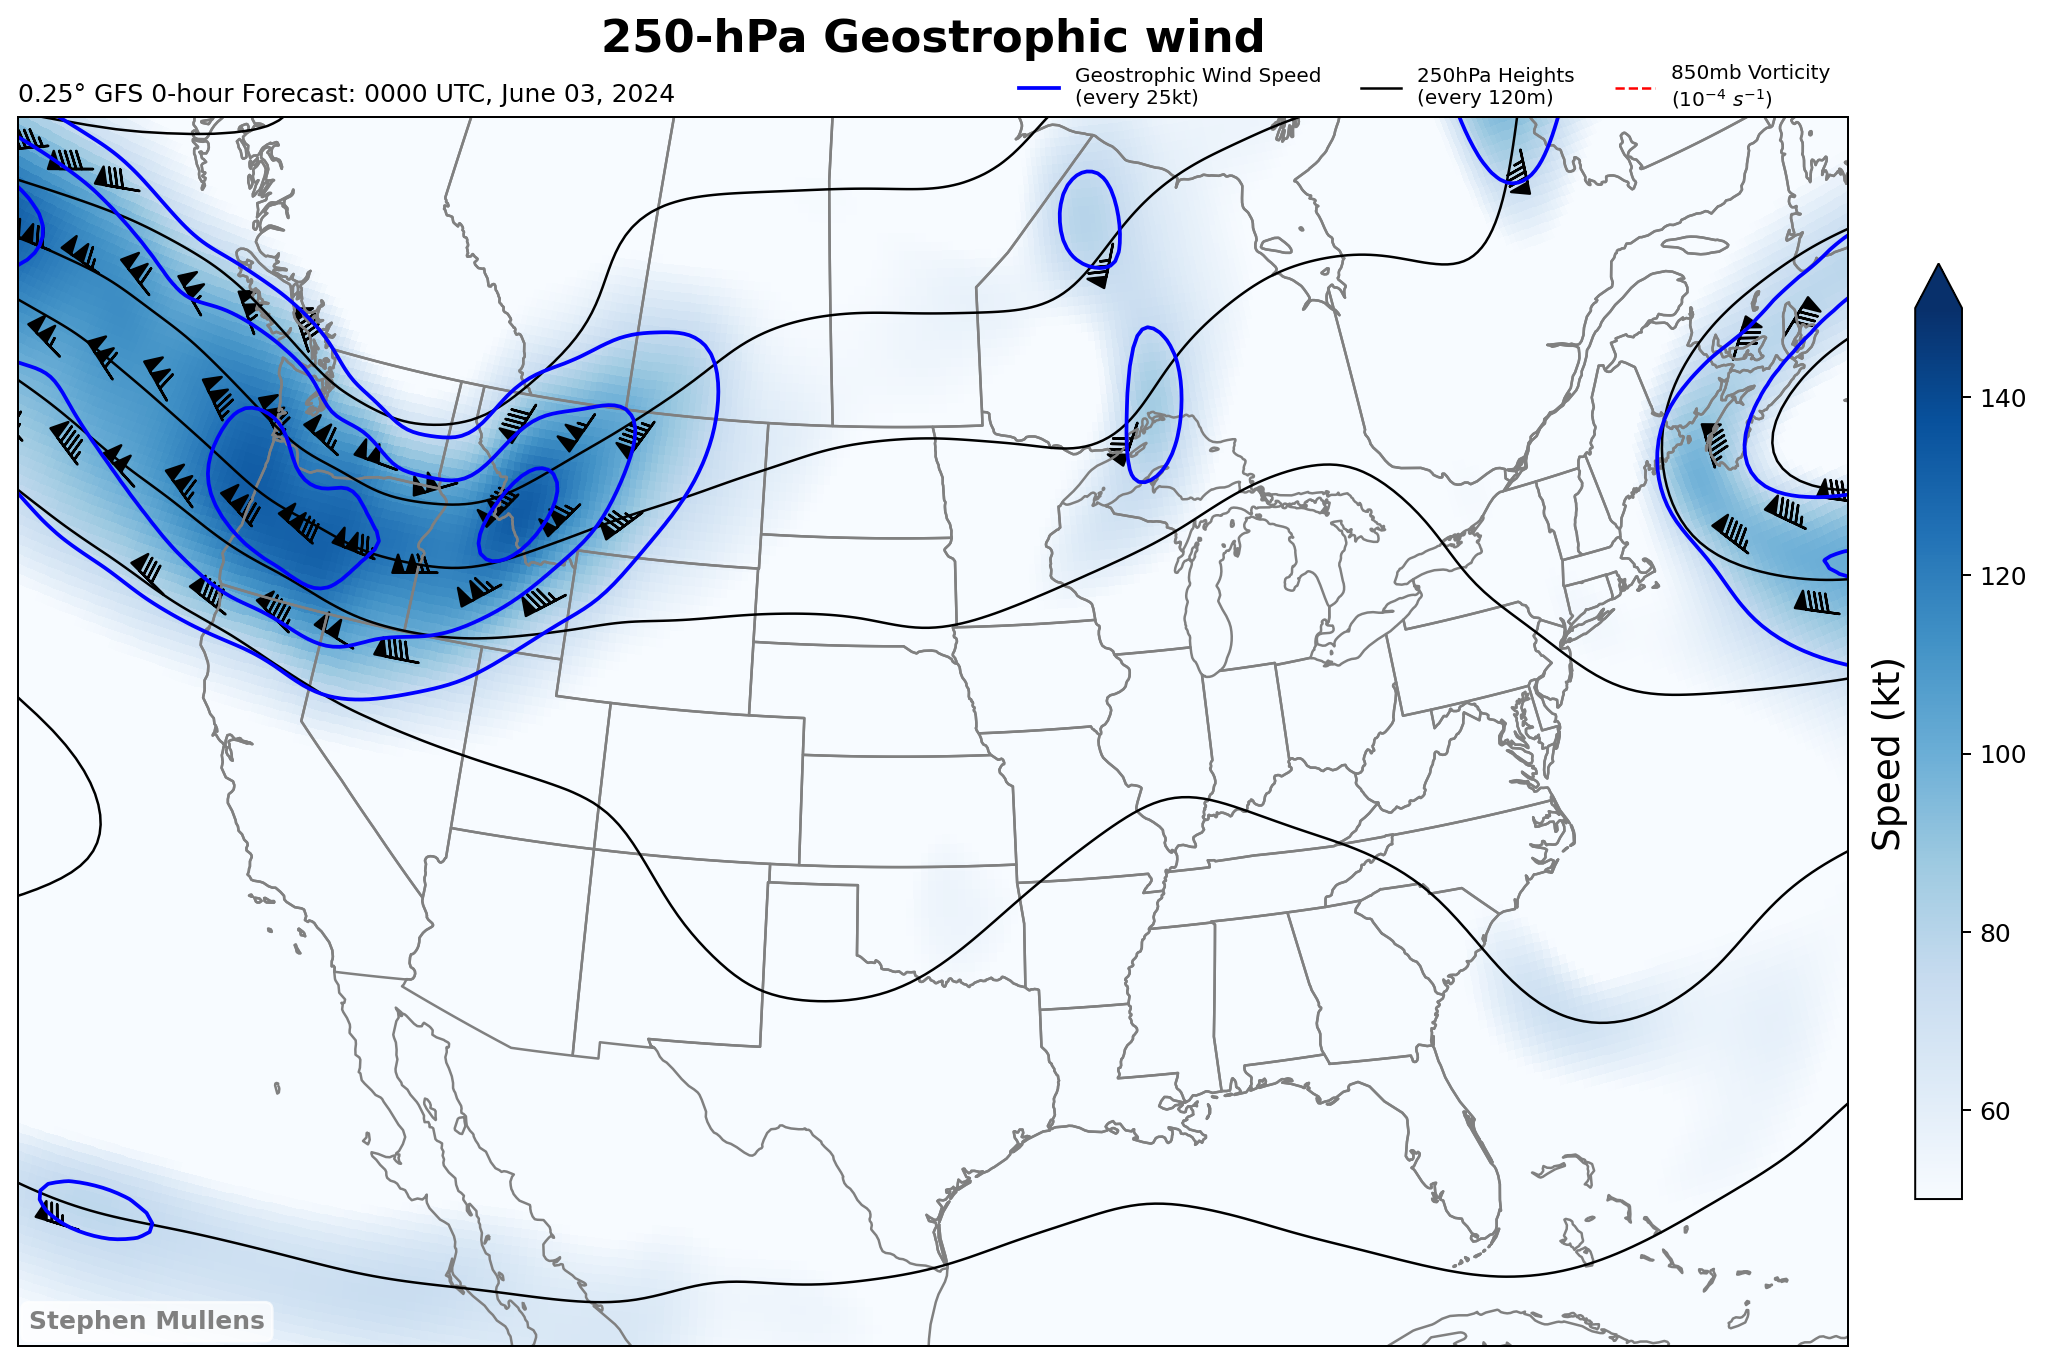 250-hPa Geostrophic wind
0.25° GFS 0-hour Forecast: 0000 UTC, June 03, 2024
Geostrophic Wind Speed
(every 25kt)
250hPa Heights
(every 120m)
850mb Vorticity
(10⁻⁴ s⁻¹)
140
120
100
80
60
Speed (kt)
Stephen Mullens